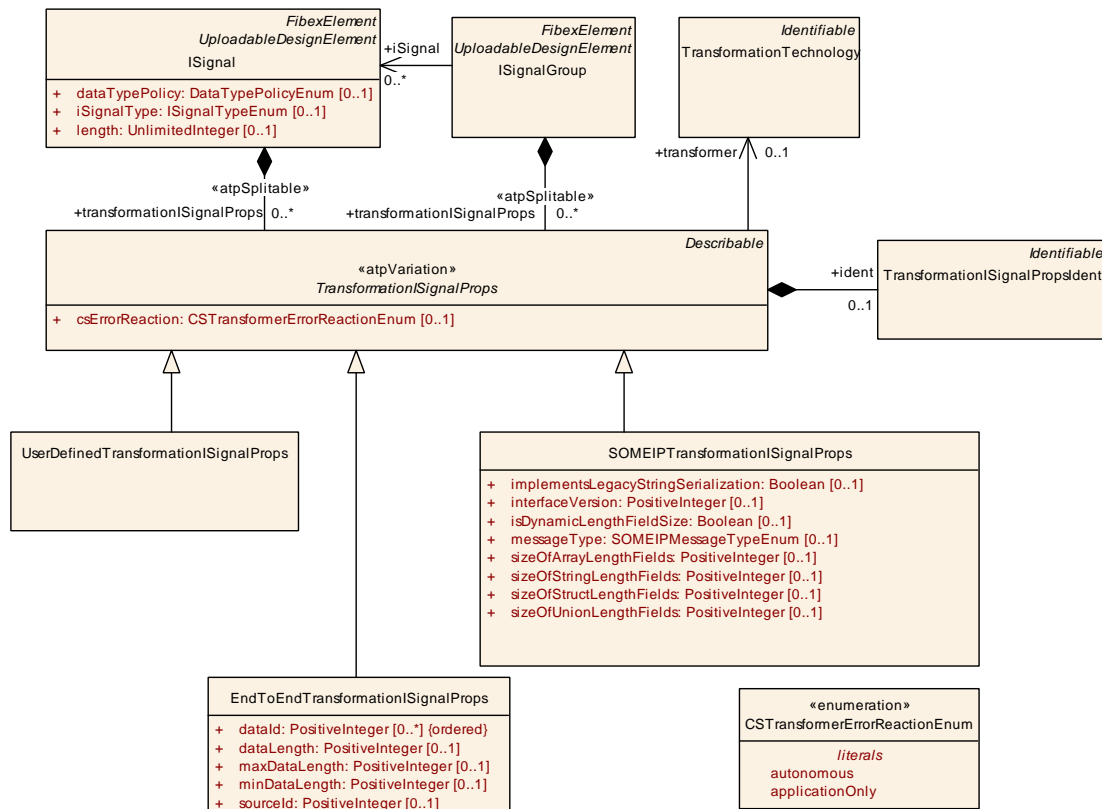 FibexElement
UploadableDesignElement
ISignal
+ dataTypePolicy: DataTypePolicyEnum [0..1]
+ iSignalType: ISignalTypeEnum [0..1]
+ length: UnlimitedInteger [0..1]
+iSignal
0..*
FibexElement
UploadableDesignElement
ISignalGroup
Identifiable
TransformationTechnology
+transformer
0..1
«atpSplitable»
+transformationISignalProps 0..*
«atpSplitable»
+transformationISignalProps 0..*
Describable
«atpVariation»
TransformationISignalProps
+ csErrorReaction: CSTransformerErrorReactionEnum [0..1]
+ident
0..1
Identifiable
TransformationISignalPropsIdent
UserDefinedTransformationISignalProps
SOMEIPTransformationISignalProps
+ implementsLegacyStringSerialization: Boolean [0..1]
+ interfaceVersion: PositiveInteger [0..1]
+ isDynamicLengthFieldSize: Boolean [0..1]
+ messageType: SOMEIPMessageTypeEnum [0..1]
+ sizeOfArrayLengthFields: PositiveInteger [0..1]
+ sizeOfStringLengthFields: PositiveInteger [0..1]
+ sizeOfStructLengthFields: PositiveInteger [0..1]
+ sizeOfUnionLengthFields: PositiveInteger [0..1]
EndToEndTransformationISignalProps
+ dataId: PositiveInteger [0..*] {ordered}
+ dataLength: PositiveInteger [0..1]
+ maxDataLength: PositiveInteger [0..1]
+ minDataLength: PositiveInteger [0..1]
+ sourceId: PositiveInteger [0..1]
«enumeration»
CSTransformerErrorReactionEnum
literals
autonomous
applicationOnly